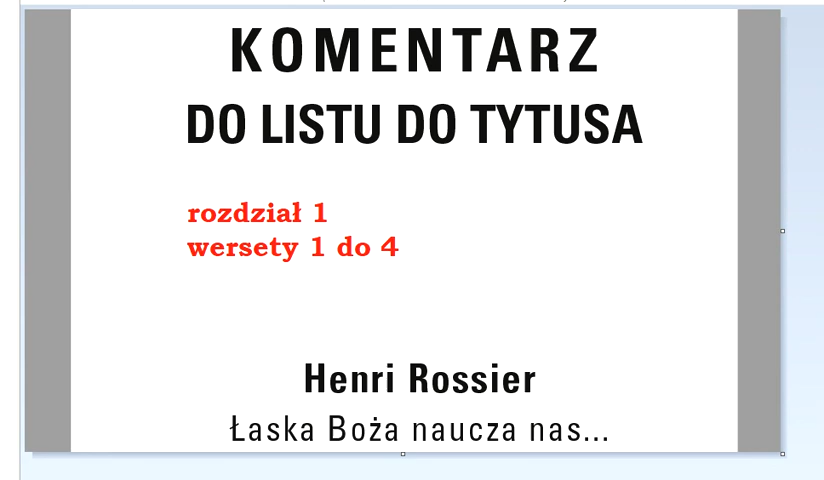 KOMENTARZ
DO LISTU DO TYTUSA
rozdział 1
wersety 1 do 4
Henri Rossier
Łaska Boża naucza nas...